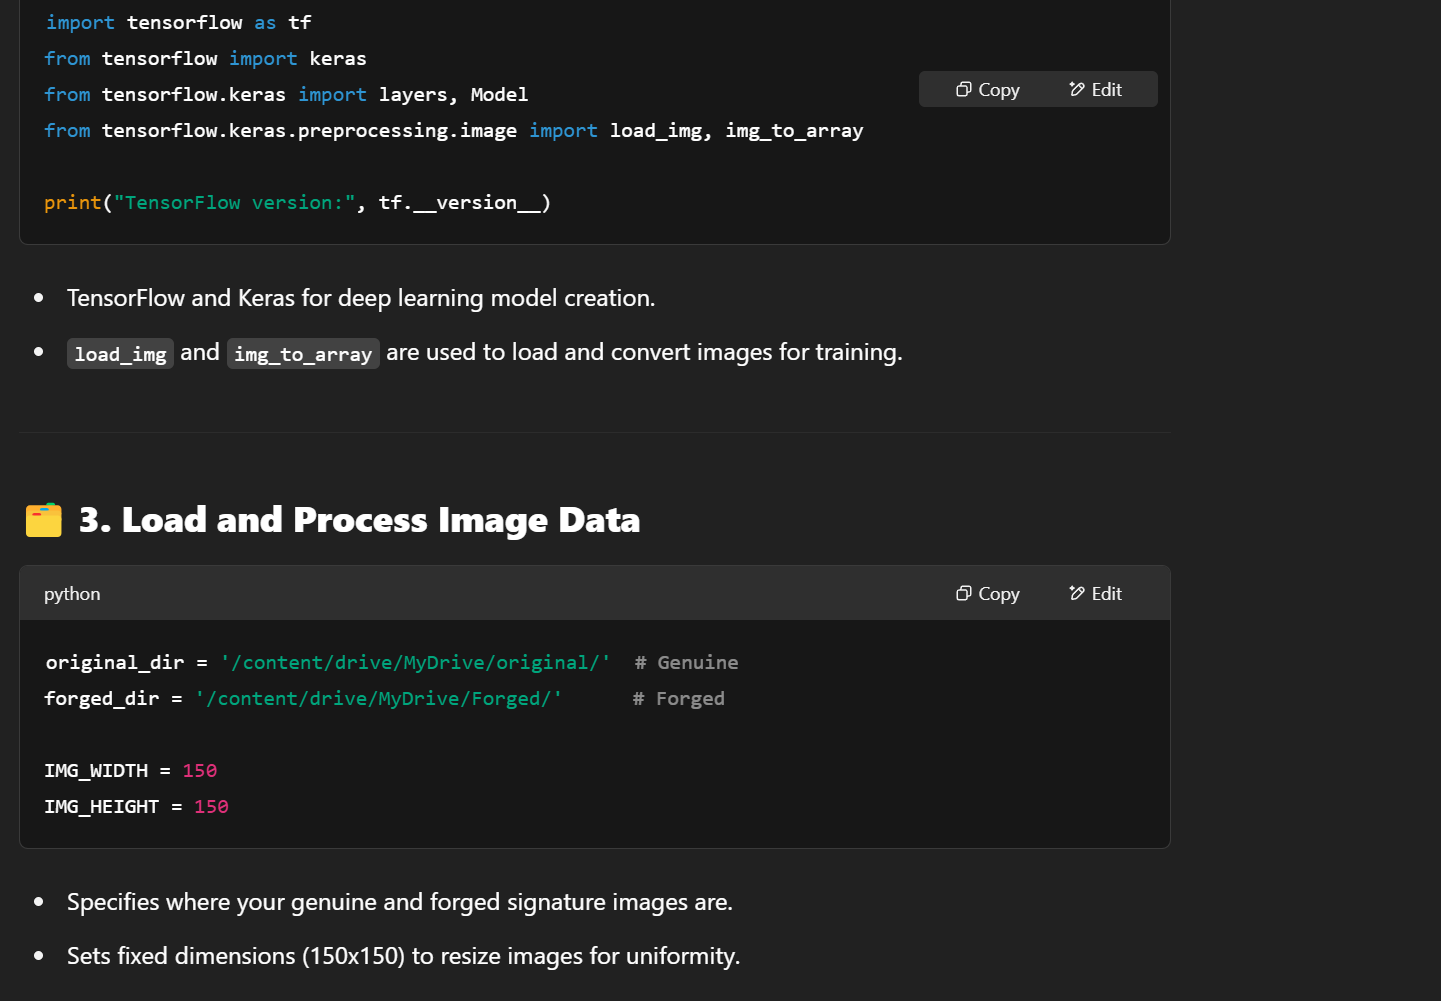 import tensorflow as tf
from tensorflow import keras
from tensorflow.keras import layers, Model
Copy Edit
from tensorflow.keras.preprocessing.image import load_img, img_to_array
print("TensorFlow version:", tf.__version__)
• TensorFlow and Keras for deep learning model creation.
• load_img and img_to_array are used to load and convert images for training.
3. Load and Process Image Data
python Copy Edit
original_dir = '/content/drive/MyDrive/original/'  # Genuine
forged_dir = '/content/drive/MyDrive/Forged/'      # Forged
IMG_WIDTH = 150
IMG_HEIGHT = 150
• Specifies where your genuine and forged signature images are.
• Sets fixed dimensions (150x150) to resize images for uniformity.